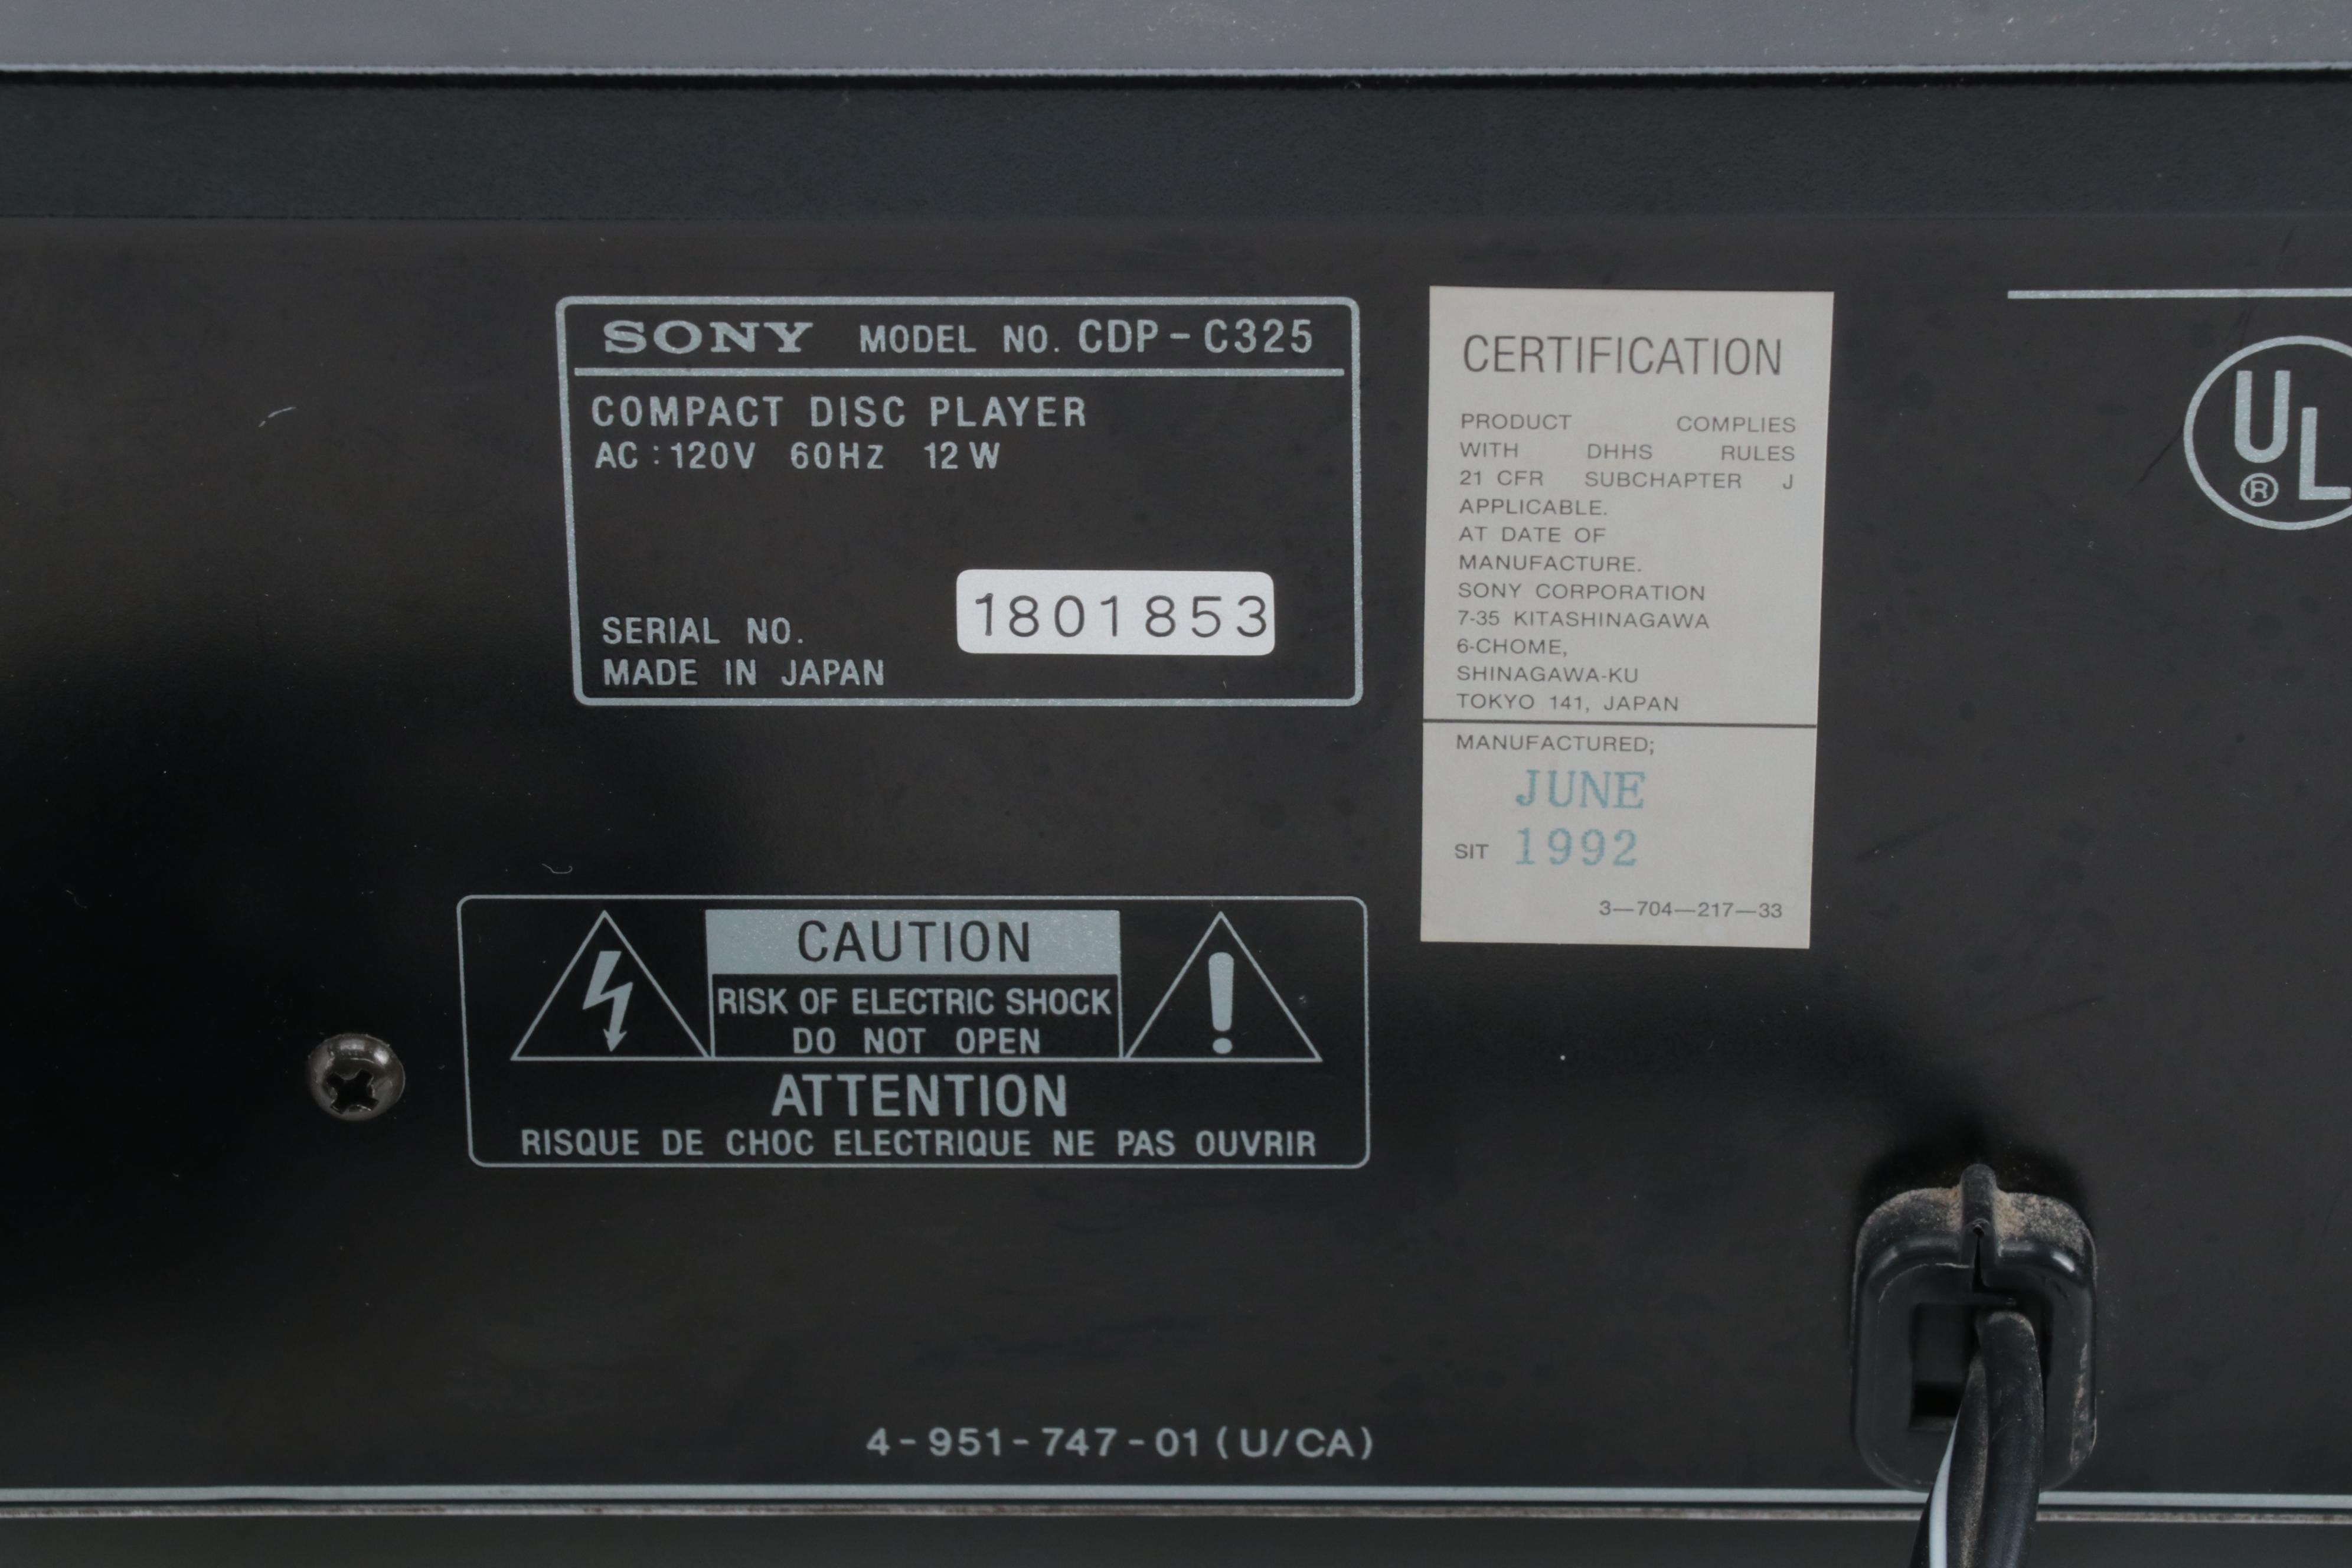 SONY MODEL NO. CDP-C325
COMPACT DISC PLAYER
AC:120V 60HZ 12W
SERIAL NO. 1801853
MADE IN JAPAN
CERTIFICATION
PRODUCT COMPLIES
WITH DHHS RULES
21 CFR SUBCHAPTER J
APPLICABLE.
AT DATE OF
MANUFACTURE.
SONY CORPORATION
7-35 KITASHINAGAWA
6-CHOME,
SHINAGAWA-KU
TOKYO 141, JAPAN
MANUFACTURED;
JUNE
SIT 1992
3—704—217—33
UL
®
CAUTION
RISK OF ELECTRIC SHOCK
DO NOT OPEN
ATTENTION
RISQUE DE CHOC ELECTRIQUE NE PAS OUVRIR
4-951-747-01(U/CA)